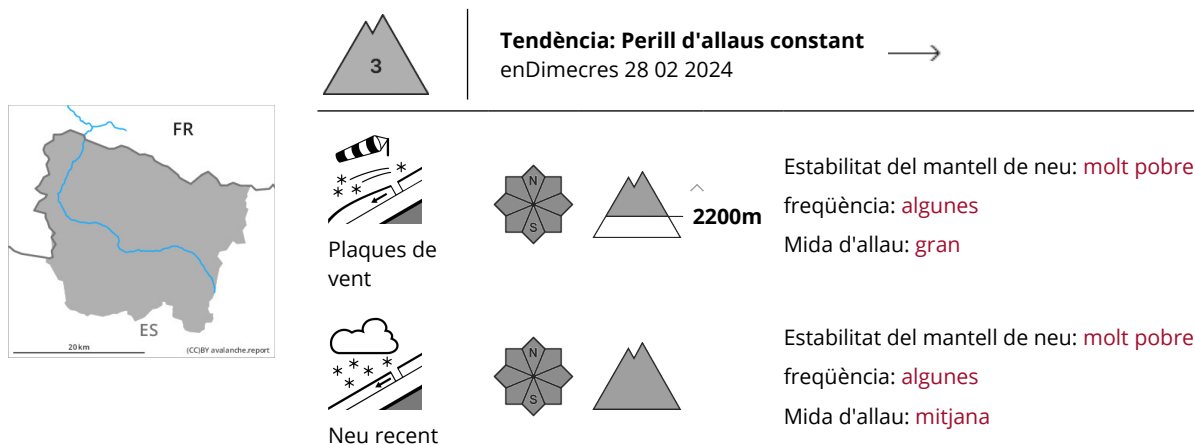 3
Tendència: Perill d'allaus constant
enDimecres 28 02 2024
FR
ES
20 km
(CC)BY avalanche.report
N
S
2200m
Plaques de
vent
Estabilitat del mantell de neu: molt pobre
freqüència: algunes
Mida d'allau: gran
N
S
Neu recent
Estabilitat del mantell de neu: molt pobre
freqüència: algunes
Mida d'allau: mitjana